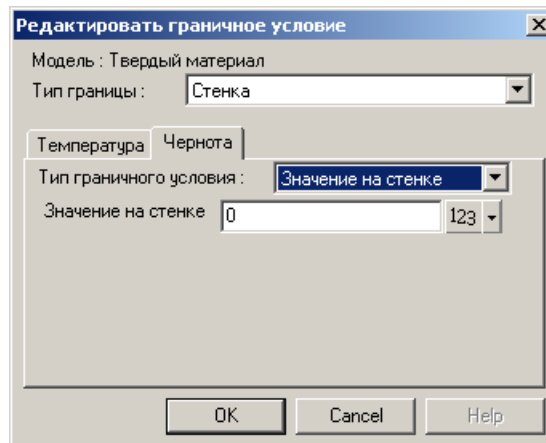 Редактировать граничное условие
Модель : Твердый материал
Тип границы : Стенка
Температура Чернота
Тип граничного условия : Значение на стенке
Значение на стенке 0 123
OK Cancel Help